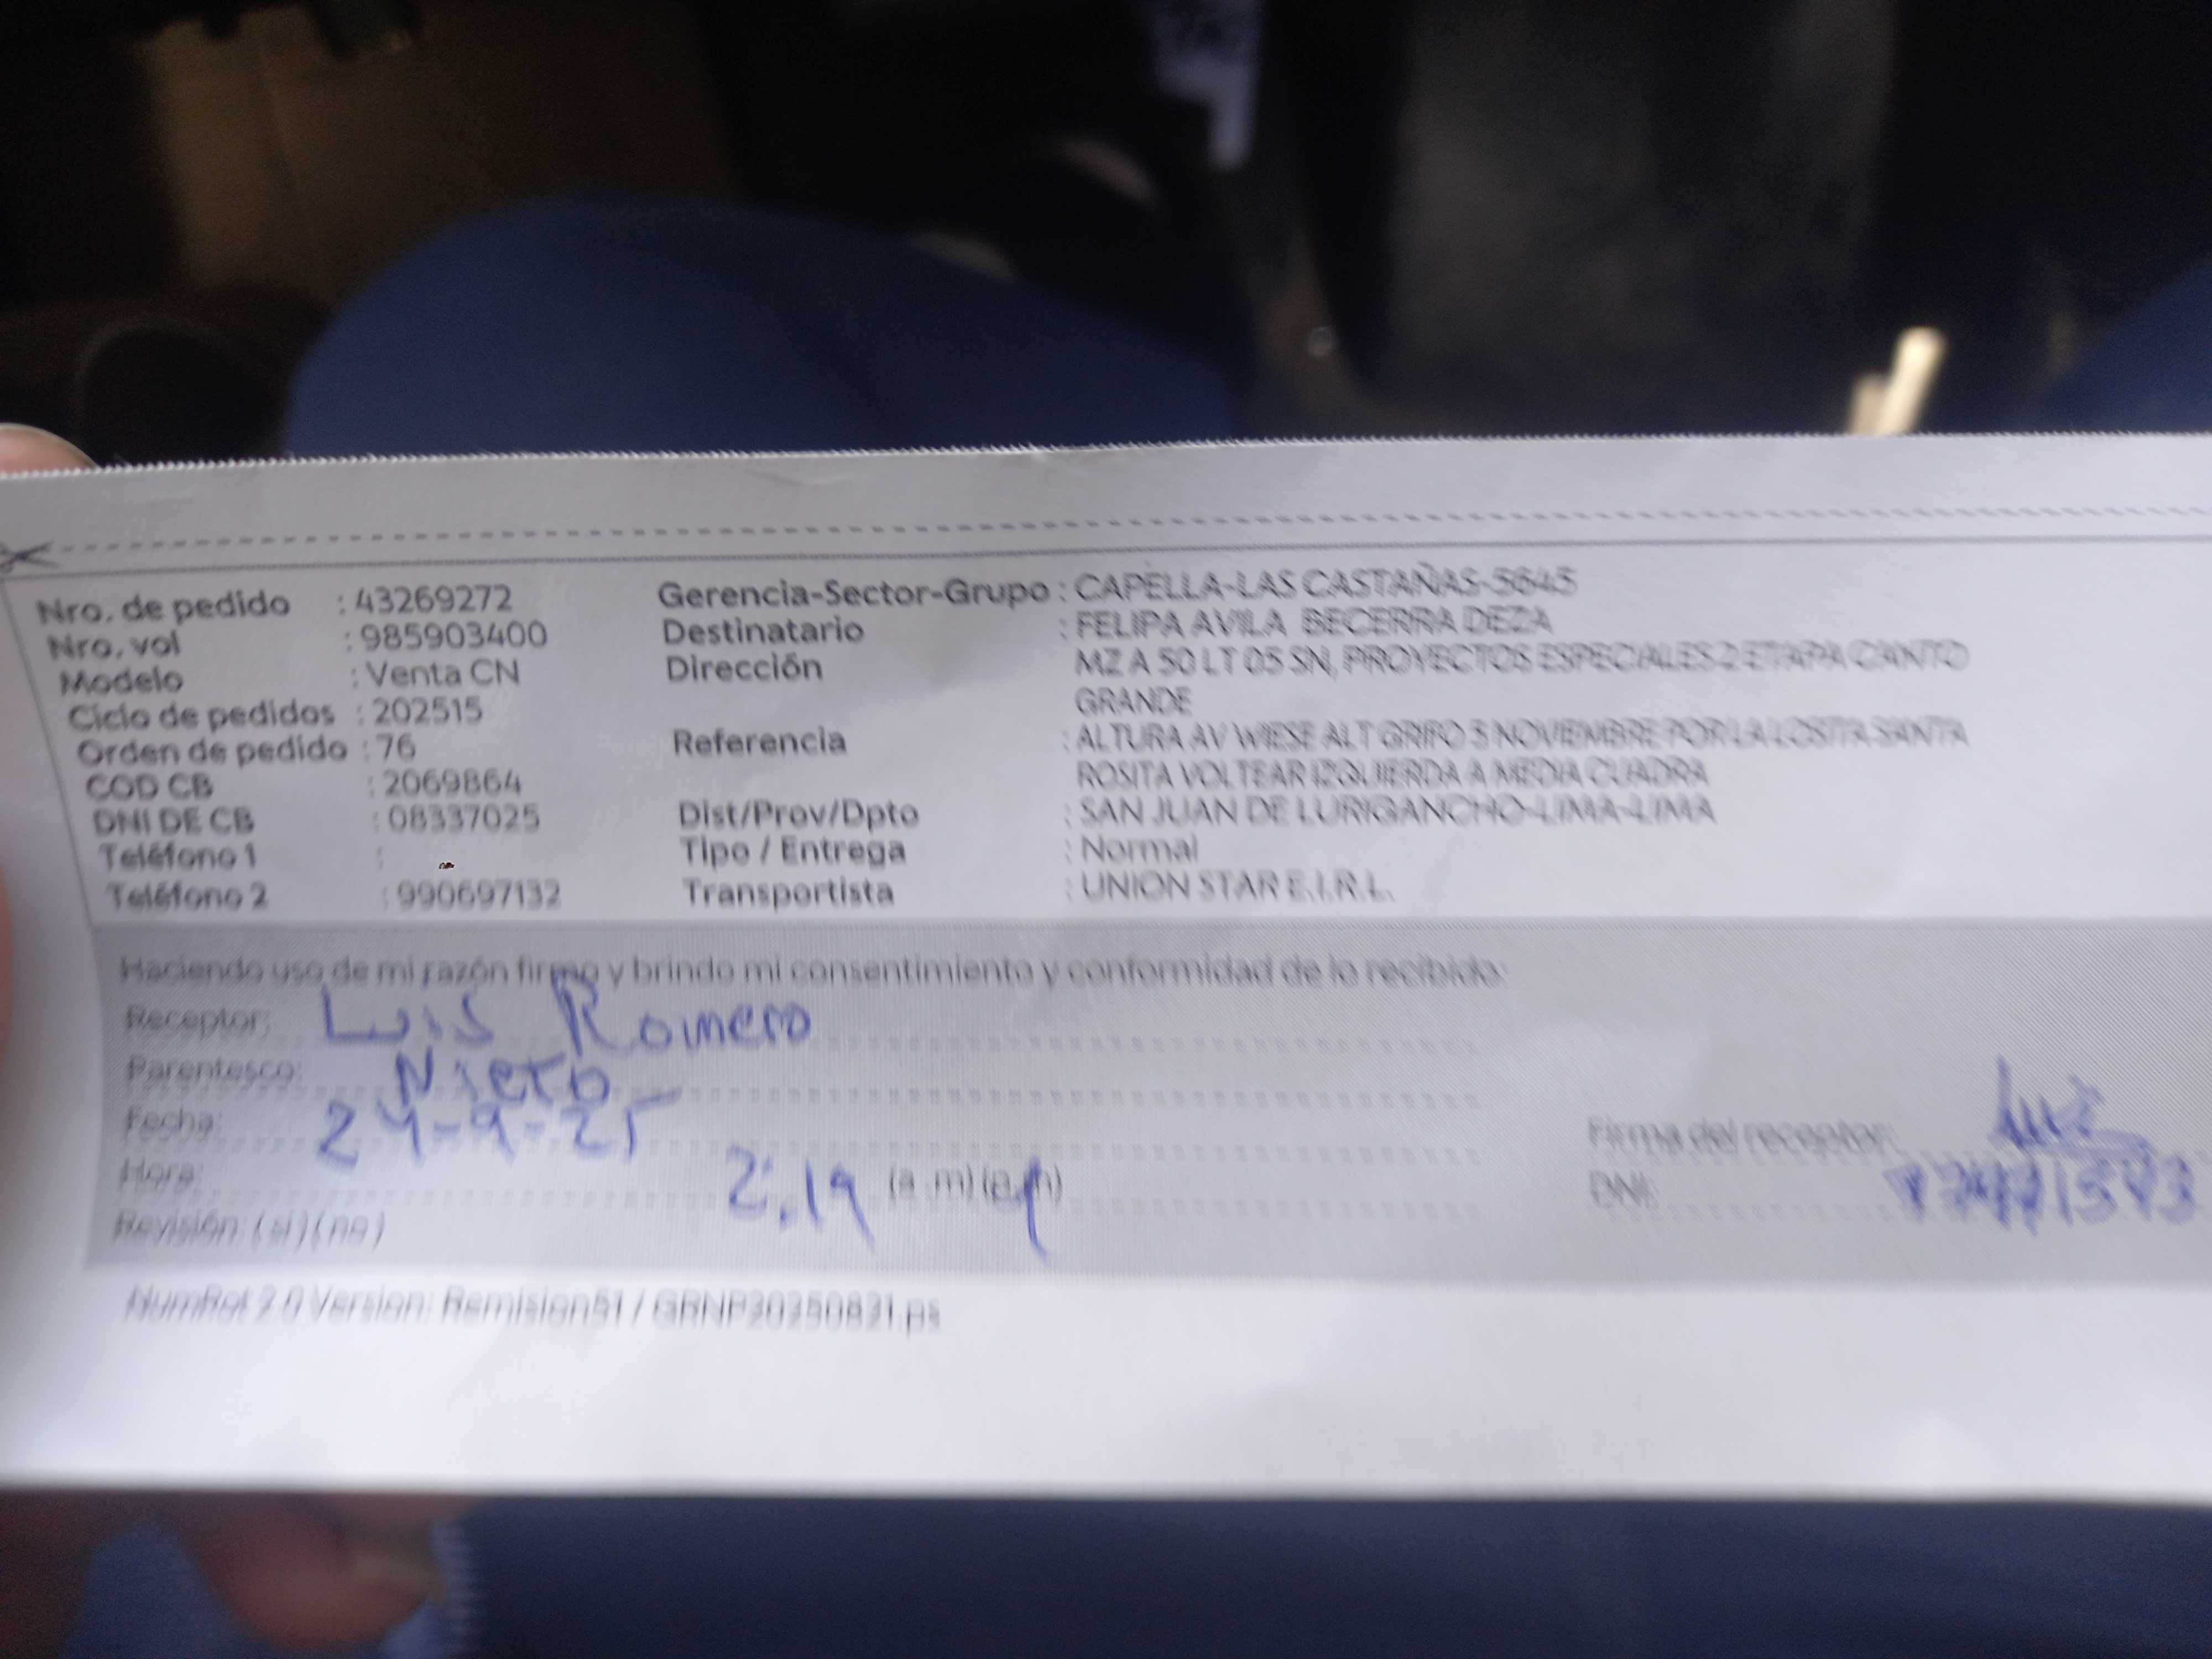 Nro. de pedido : 43269272 Gerencia-Sector-Grupo : CAPELLA-LAS CASTAÑAS-5645
Nro. vol : 985903400 Destinatario : FELIPA AVILA BECERRA DEZA
Modelo : Venta CN Dirección MZ A 50 LT 05 SN, PROYECTOS ESPECIALES 2 ETAPA CANTO
Ciclo de pedidos : 202515 GRANDE
Orden de pedido : 76 Referencia : ALTURA AV WIESE ALT GRIFO 5 NOVIEMBRE POR LA LOSITA SANTA
COD CB : 2069864 ROSITA VOLTEAR IZQUIERDA A MEDIA CUADRA
DNI DE CB : 08337025 Dist/Prov/Dpto : SAN JUAN DE LURIGANCHO-LIMA-LIMA
Teléfono 1 : Tipo / Entrega : Normal
Teléfono 2 : 990697132 Transportista : UNION STAR E.I.R.L.
Haciendo uso de mi razón firmo y brindo mi consentimiento y conformidad de lo recibido:
Receptor: Luis Romero
Parentesco: Nieto
Fecha: 24-9-25 Firma del receptor:
Hora: 2.19 (a.m) (p.m) DNI:
Revisión: ( si ) ( no )
NumRot 2.0 Version: Remision51 / GRNP20250821.ps